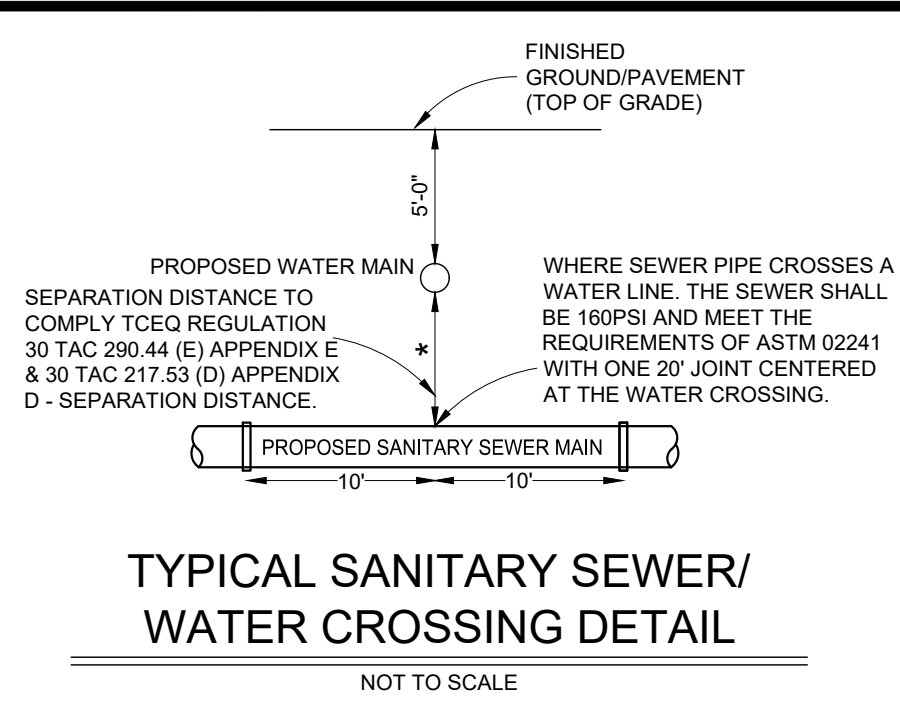 FINISHED
GROUND/PAVEMENT
(TOP OF GRADE)
5'-0"
PROPOSED WATER MAIN
SEPARATION DISTANCE TO
COMPLY TCEQ REGULATION
30 TAC 290.44 (E) APPENDIX E
& 30 TAC 217.53 (D) APPENDIX
D - SEPARATION DISTANCE.
*
WHERE SEWER PIPE CROSSES A
WATER LINE. THE SEWER SHALL
BE 160PSI AND MEET THE
REQUIREMENTS OF ASTM 02241
WITH ONE 20' JOINT CENTERED
AT THE WATER CROSSING.
PROPOSED SANITARY SEWER MAIN
10' 10'
TYPICAL SANITARY SEWER/
WATER CROSSING DETAIL
NOT TO SCALE